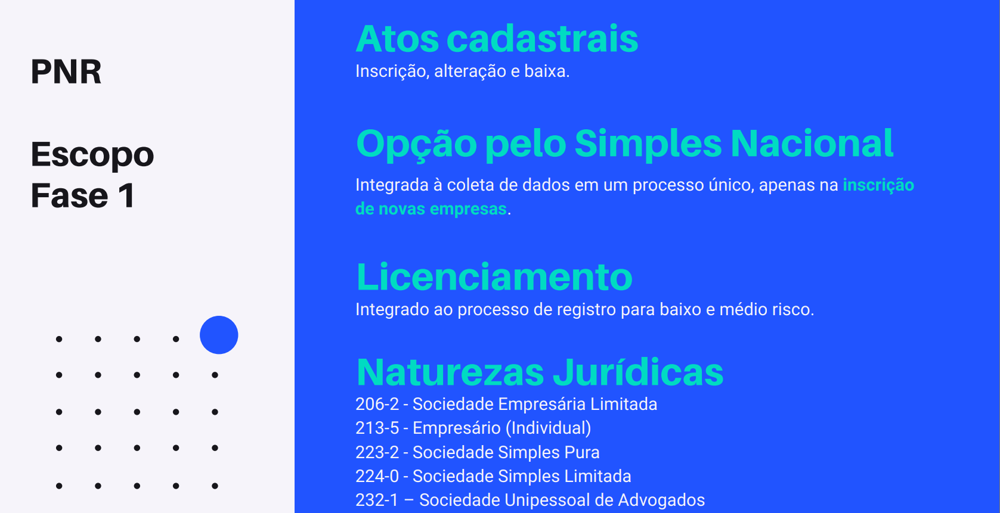 PNR
Escopo
Fase 1
Atos cadastrais
Inscrição, alteração e baixa.
Opção pelo Simples Nacional
Integrada à coleta de dados em um processo único, apenas na inscrição
de novas empresas.
Licenciamento
Integrado ao processo de registro para baixo e médio risco.
Naturezas Jurídicas
206-2 - Sociedade Empresária Limitada
213-5 - Empresário (Individual)
223-2 - Sociedade Simples Pura
224-0 - Sociedade Simples Limitada
232-1 – Sociedade Unipessoal de Advogados